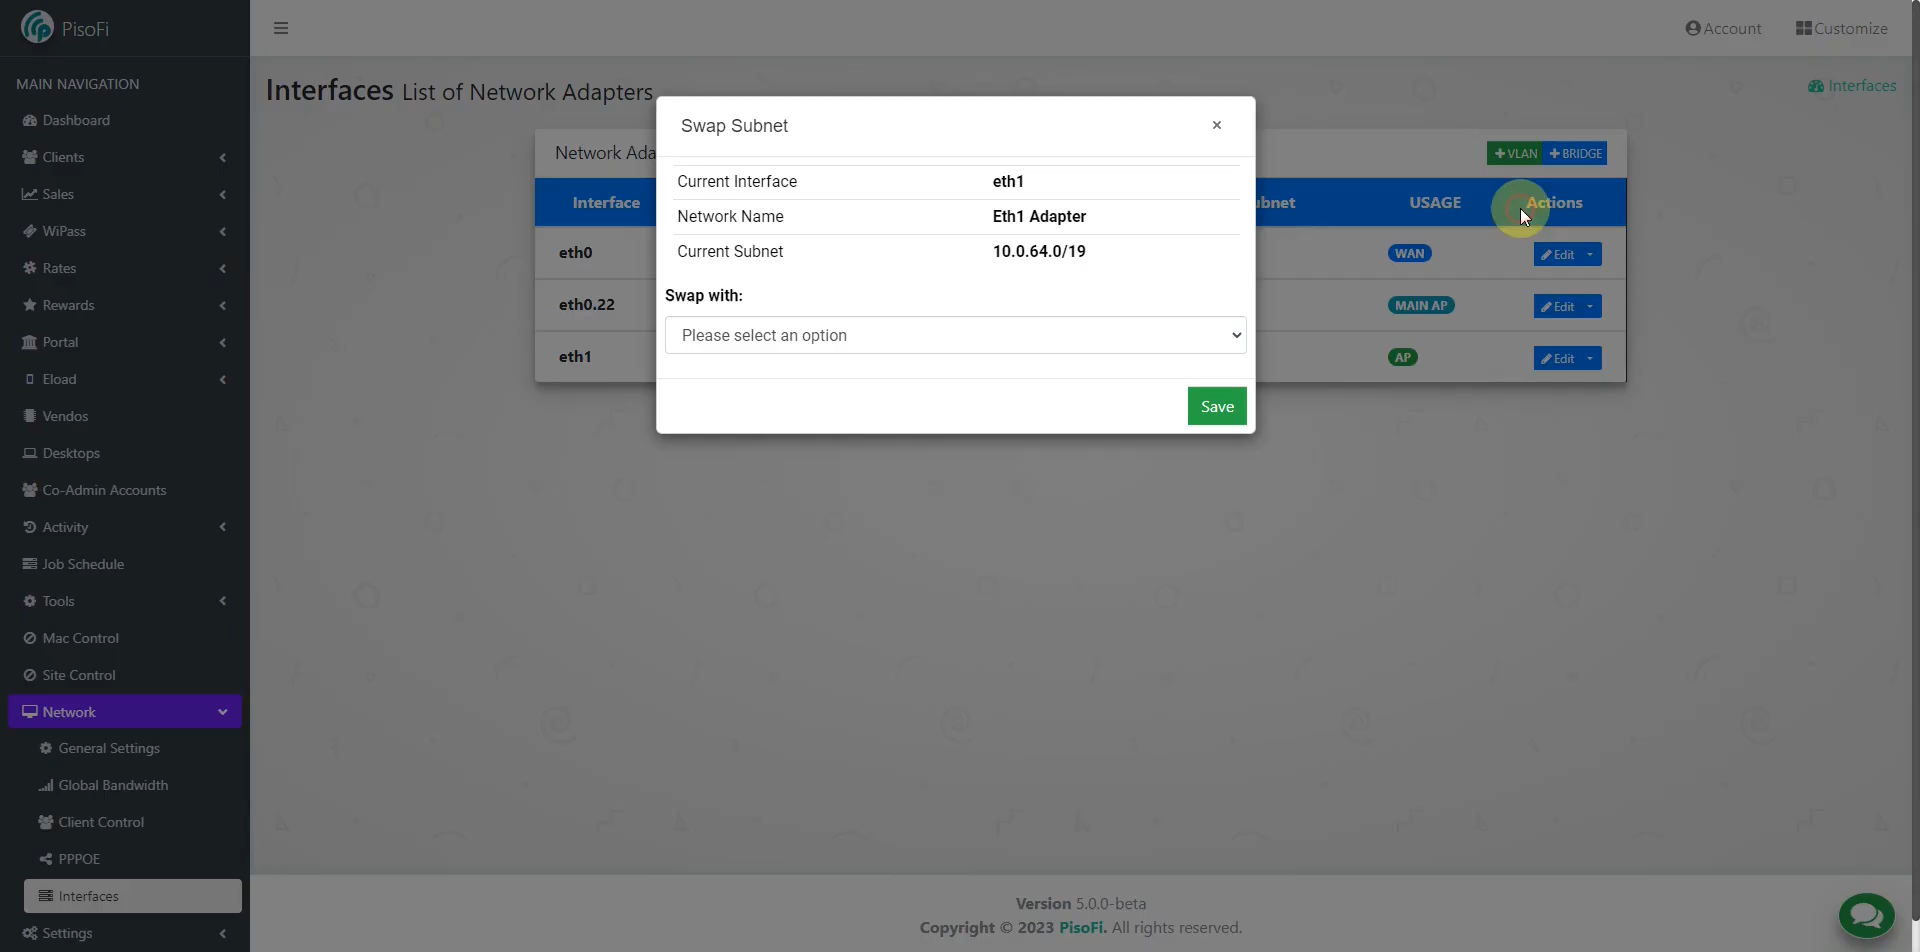 PisoFi
Account
Customize
MAIN NAVIGATION
Dashboard
Clients
Sales
WiPass
Rates
Rewards
Portal
Eload
Vendos
Desktops
Co-Admin Accounts
Activity
Job Schedule
Tools
Mac Control
Site Control
Network
General Settings
Global Bandwidth
Client Control
PPPOE
Interfaces
Settings
Interfaces List of Network Adapters
Interfaces
Network Ada
+VLAN +BRIDGE
Interface ubnet USAGE Actions
eth0 WAN Edit
eth0.22 MAIN AP Edit
eth1 AP Edit
Swap Subnet ×
Current Interface eth1
Network Name Eth1 Adapter
Current Subnet 10.0.64.0/19
Swap with:
Please select an option
Save
Version 5.0.0-beta
Copyright © 2023 PisoFi. All rights reserved.